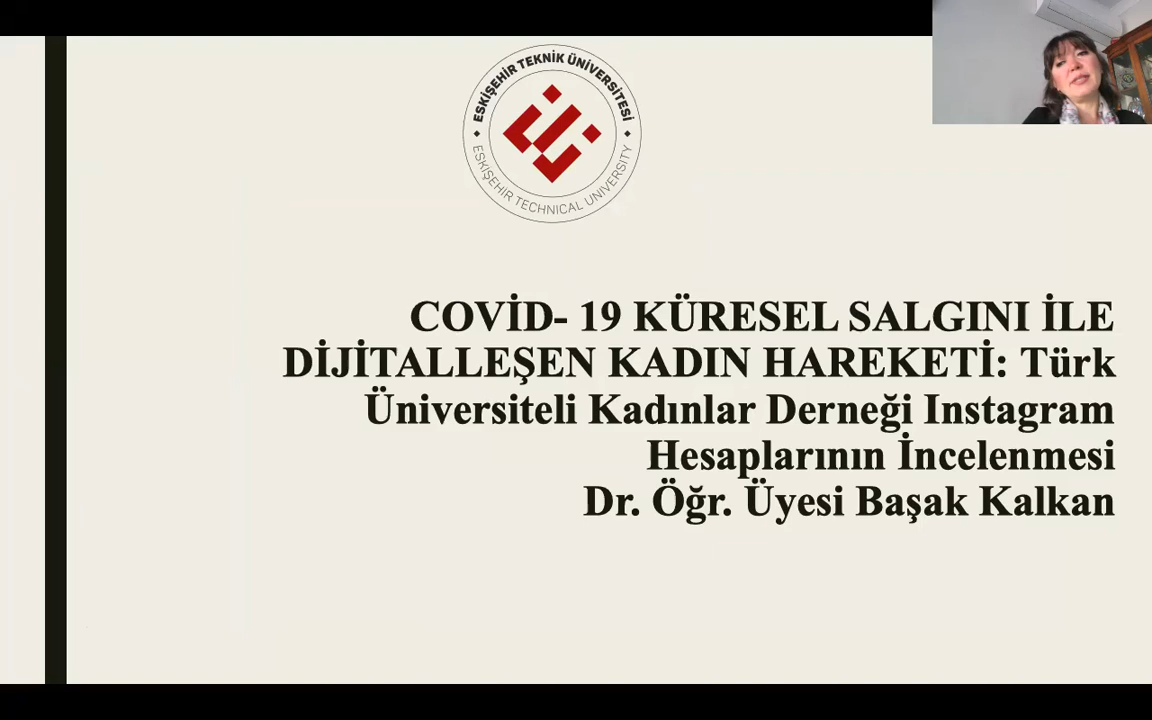 ESKİŞEHİR TEKNİK ÜNİVERSİTESİ
ESKİŞEHİR TECHNICAL UNIVERSITY
COVİD- 19 KÜRESEL SALGINI İLE
DİJİTALLEŞEN KADIN HAREKETİ: Türk
Üniversiteli Kadınlar Derneği Instagram
Hesaplarının İncelenmesi
Dr. Öğr. Üyesi Başak Kalkan